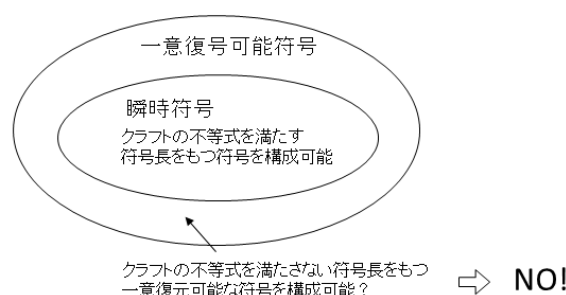 一意復号可能符号
瞬時符号
クラフトの不等式を満たす
符号長をもつ符号を構成可能
クラフトの不等式を満たさない符号長をもつ
一意復元可能な符号を構成可能？
⇨ NO!